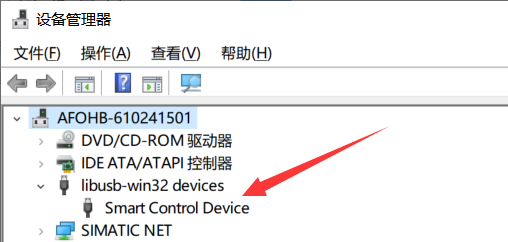 设备管理器
文件(F) 操作(A) 查看(V) 帮助(H)
AFOHB-610241501
DVD/CD-ROM 驱动器
IDE ATA/ATAPI 控制器
libusb-win32 devices
Smart Control Device
SIMATIC NET